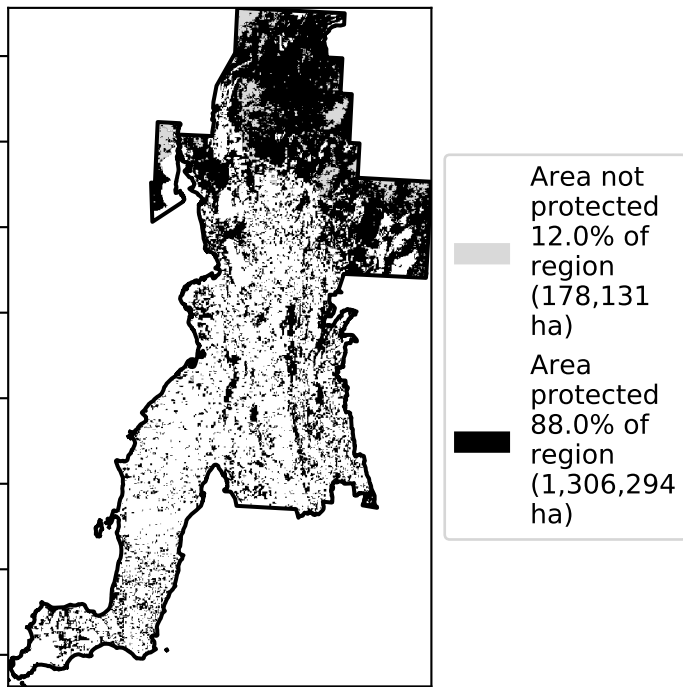 Area not
protected
12.0% of
region
(178,131
ha)
Area
protected
88.0% of
region
(1,306,294
ha)